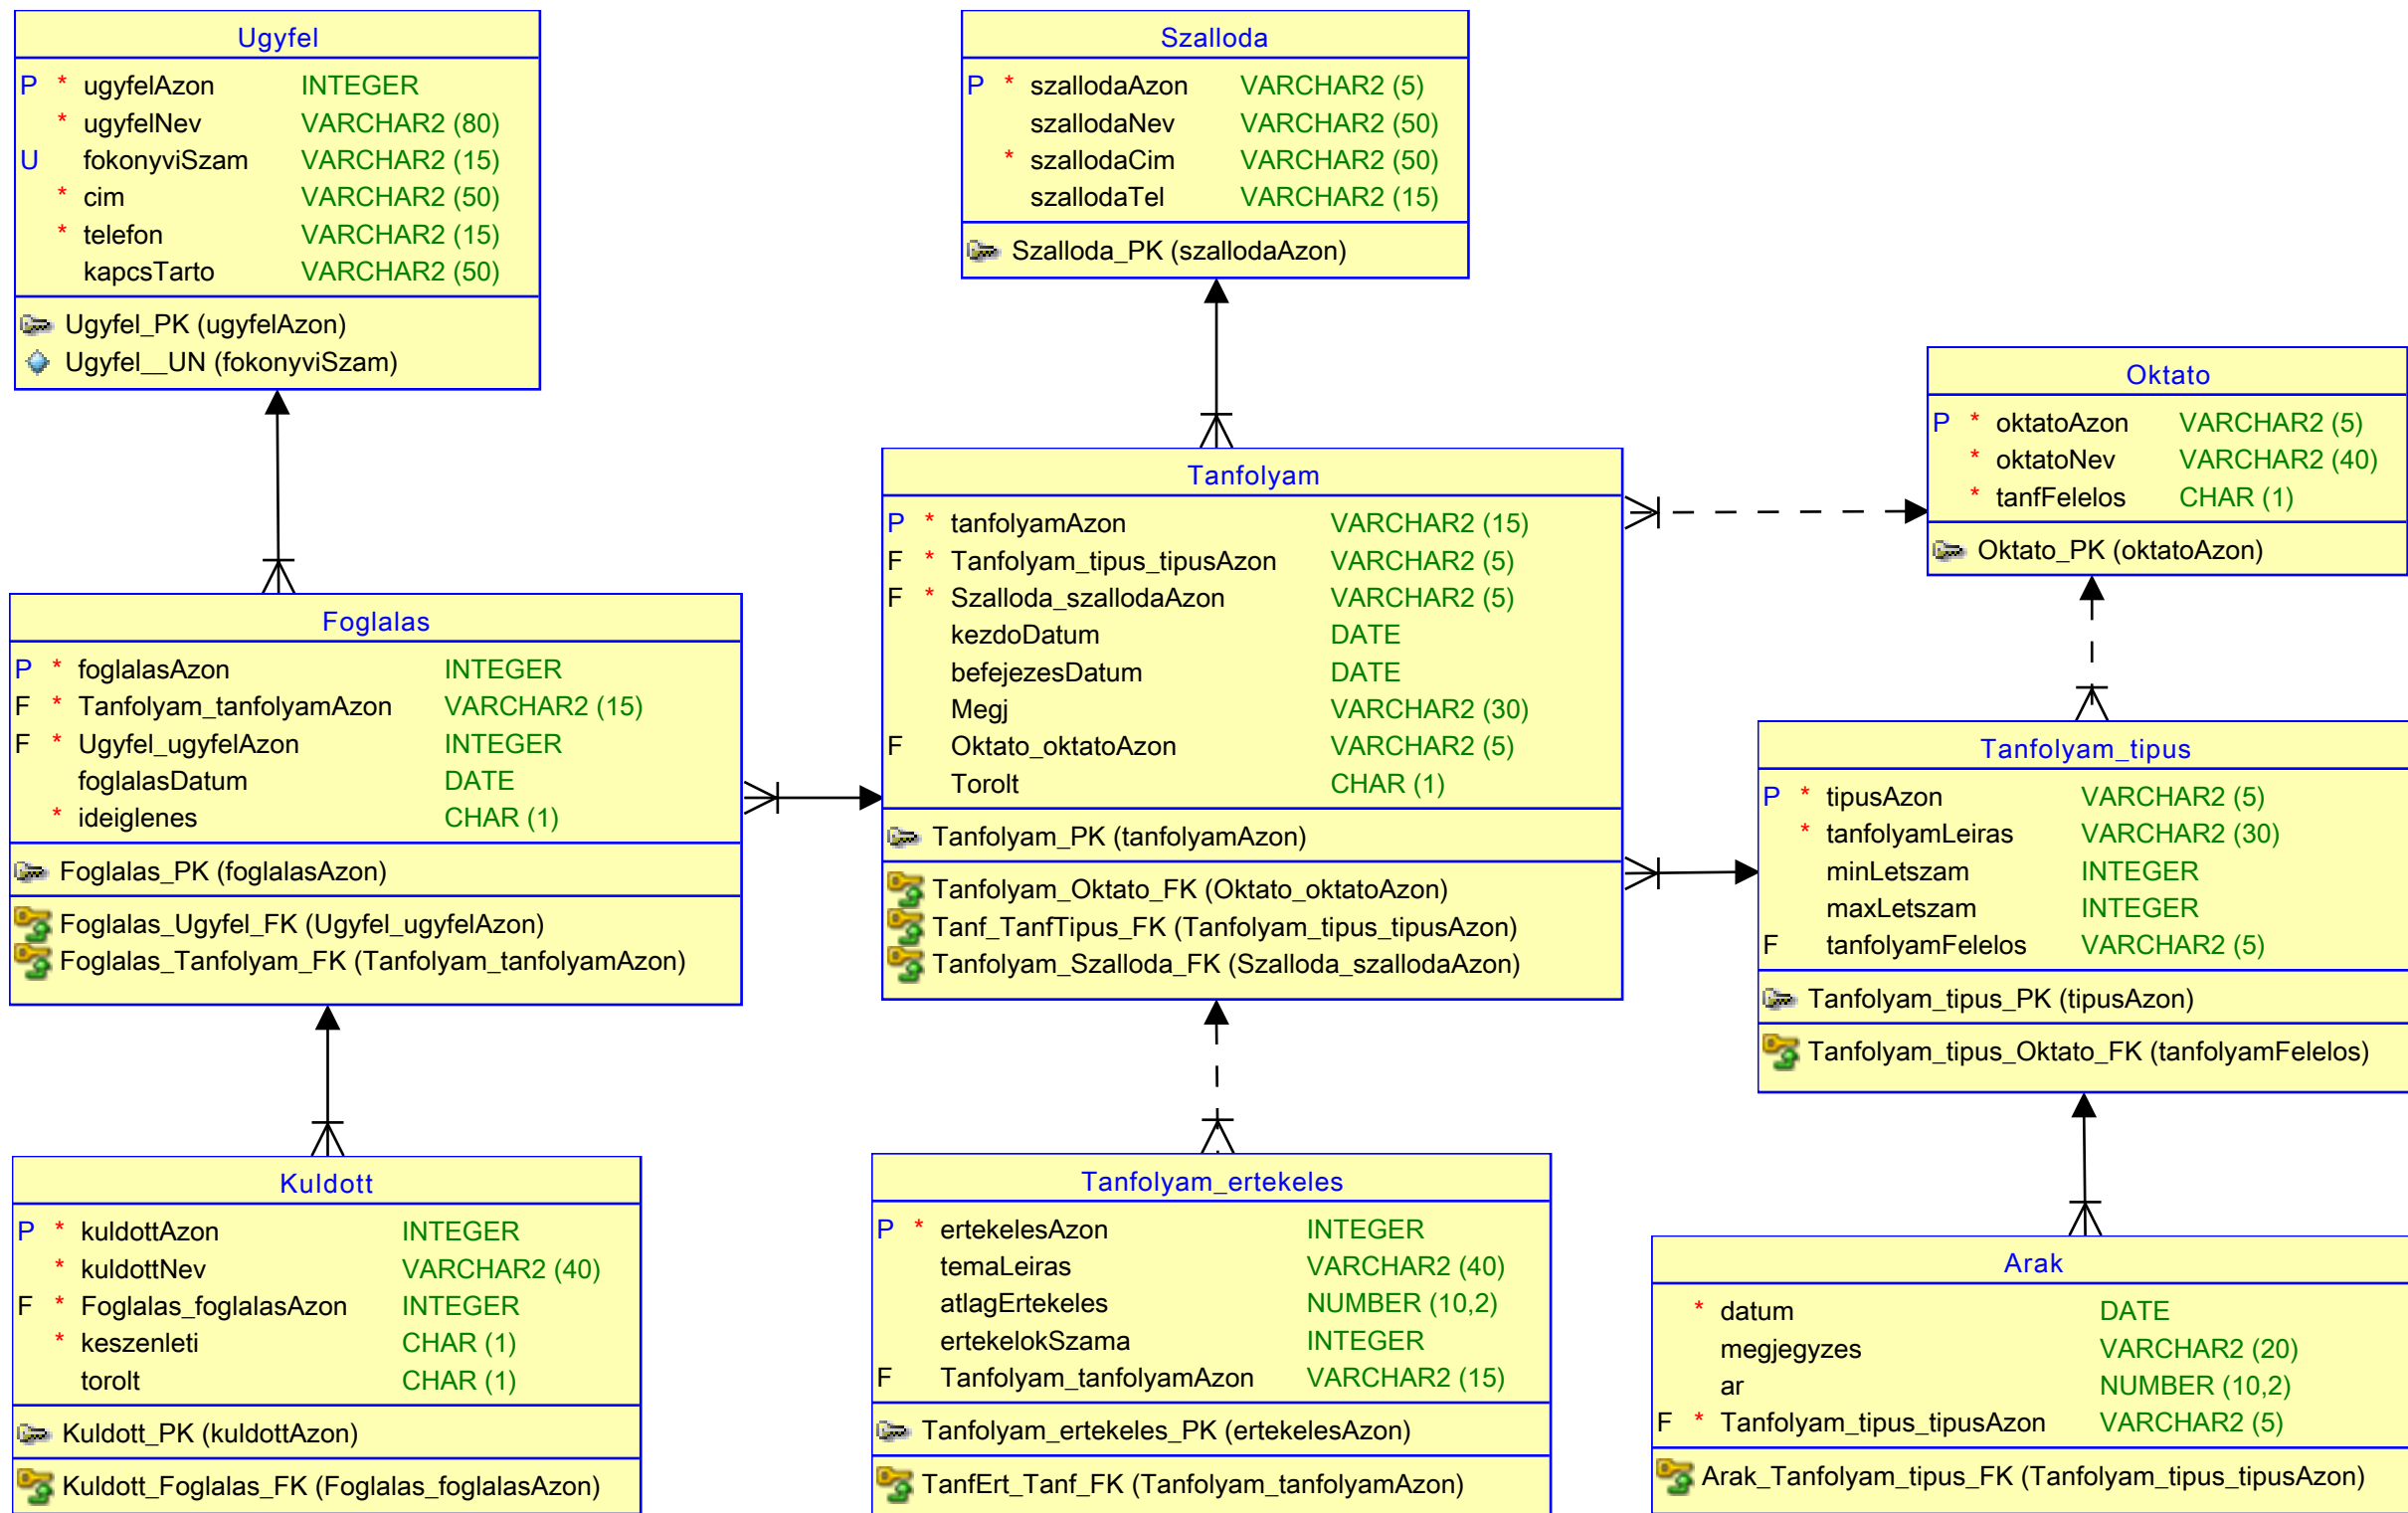 Ugyfel
P * ugyfelAzon INTEGER
* ugyfelNev VARCHAR2 (80)
U fokonyviSzam VARCHAR2 (15)
* cim VARCHAR2 (50)
* telefon VARCHAR2 (15)
kapcsTarto VARCHAR2 (50)
Ugyfel_PK (ugyfelAzon)
Ugyfel__UN (fokonyviSzam)
Szalloda
P * szallodaAzon VARCHAR2 (5)
szallodaNev VARCHAR2 (50)
* szallodaCim VARCHAR2 (50)
szallodaTel VARCHAR2 (15)
Szalloda_PK (szallodaAzon)
Oktato
P * oktatoAzon VARCHAR2 (5)
* oktatoNev VARCHAR2 (40)
* tanfFelelos CHAR (1)
Oktato_PK (oktatoAzon)
Tanfolyam
P * tanfolyamAzon VARCHAR2 (15)
F * Tanfolyam_tipus_tipusAzon VARCHAR2 (5)
F * Szalloda_szallodaAzon VARCHAR2 (5)
kezdoDatum DATE
befejezesDatum DATE
Megj VARCHAR2 (30)
F Oktato_oktatoAzon VARCHAR2 (5)
Torolt CHAR (1)
Tanfolyam_PK (tanfolyamAzon)
Tanfolyam_Oktato_FK (Oktato_oktatoAzon)
Tanf_TanfTipus_FK (Tanfolyam_tipus_tipusAzon)
Tanfolyam_Szalloda_FK (Szalloda_szallodaAzon)
Foglalas
P * foglalasAzon INTEGER
F * Tanfolyam_tanfolyamAzon VARCHAR2 (15)
F * Ugyfel_ugyfelAzon INTEGER
foglalasDatum DATE
* ideiglenes CHAR (1)
Foglalas_PK (foglalasAzon)
Foglalas_Ugyfel_FK (Ugyfel_ugyfelAzon)
Foglalas_Tanfolyam_FK (Tanfolyam_tanfolyamAzon)
Tanfolyam_tipus
P * tipusAzon VARCHAR2 (5)
* tanfolyamLeiras VARCHAR2 (30)
minLetszam INTEGER
maxLetszam INTEGER
F tanfolyamFelelos VARCHAR2 (5)
Tanfolyam_tipus_PK (tipusAzon)
Tanfolyam_tipus_Oktato_FK (tanfolyamFelelos)
Kuldott
P * kuldottAzon INTEGER
* kuldottNev VARCHAR2 (40)
F * Foglalas_foglalasAzon INTEGER
* keszenleti CHAR (1)
torolt CHAR (1)
Kuldott_PK (kuldottAzon)
Kuldott_Foglalas_FK (Foglalas_foglalasAzon)
Tanfolyam_ertekeles
P * ertekelesAzon INTEGER
temaLeiras VARCHAR2 (40)
atlagErtekeles NUMBER (10,2)
ertekelokSzama INTEGER
F Tanfolyam_tanfolyamAzon VARCHAR2 (15)
Tanfolyam_ertekeles_PK (ertekelesAzon)
TanfErt_Tanf_FK (Tanfolyam_tanfolyamAzon)
Arak
* datum DATE
megjegyzes VARCHAR2 (20)
ar NUMBER (10,2)
F * Tanfolyam_tipus_tipusAzon VARCHAR2 (5)
Arak_Tanfolyam_tipus_FK (Tanfolyam_tipus_tipusAzon)